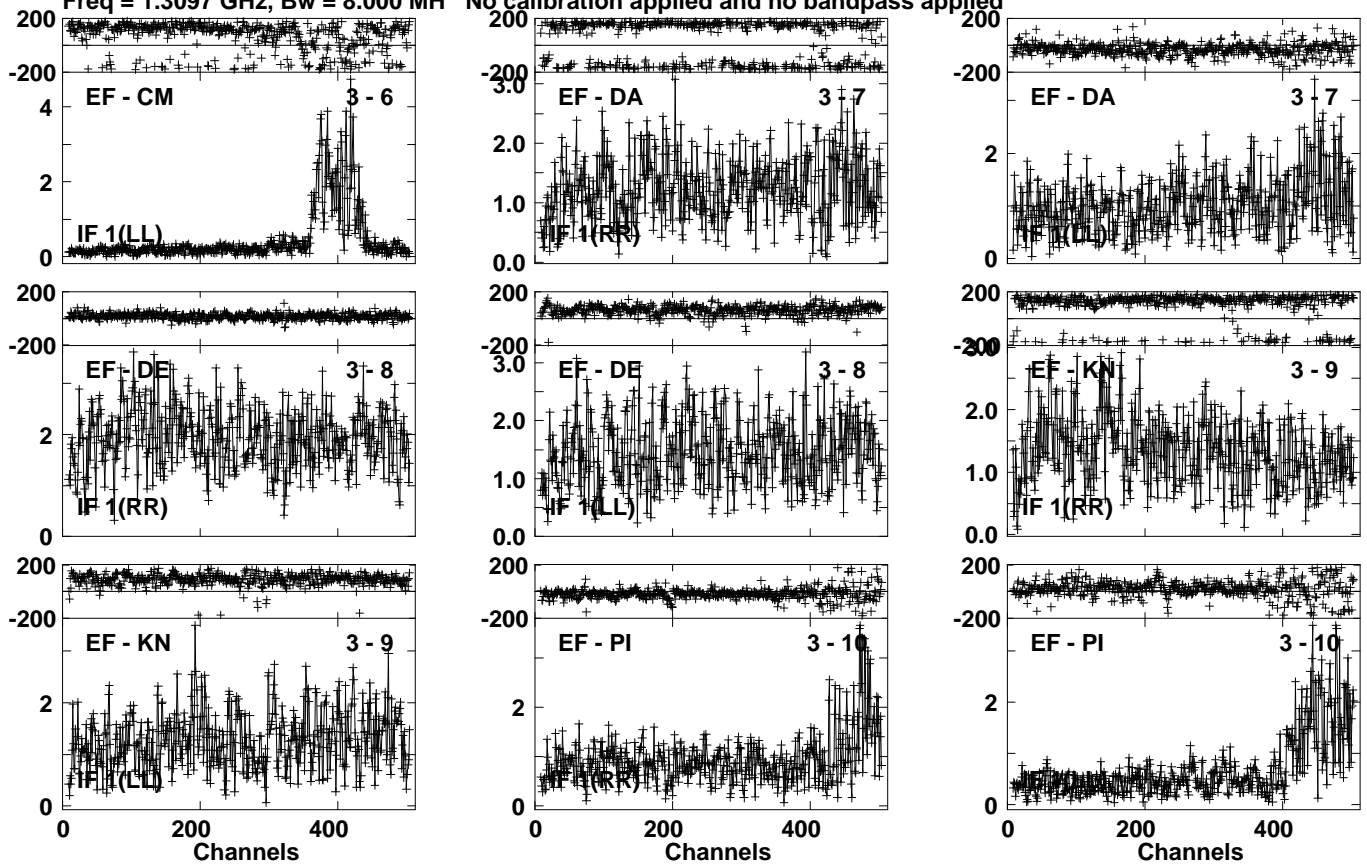 Freq = 1.3097 GHz, Bw = 8.000 MH No calibration applied and no bandpass applied
200 200 200
-200 -200 -200
EF - CM 3 - 6 EF - DA 3 - 7 EF - DA 3 - 7
4 3.0
2.0 2
2
1.0
IF 1(LL) IF 1(RR) IF 1(LL)
0 0.0 0
200 200 200
-200 -200 -200
EF - DE 3 - 8 EF - DE 3 - 8 EF - KN 3 - 9
3.0 3.0
2 2.0 2.0
1.0 1.0
IF 1(RR) IF 1(LL) IF 1(RR)
0 0.0 0.0
200 200 200
-200 -200 -200
EF - KN 3 - 9 EF - PI 3 - 10 EF - PI 3 - 10
2 2 2
IF 1(LL) IF 1(RR)
0 0 0
0 200 400 0 200 400 0 200 400
Channels Channels Channels